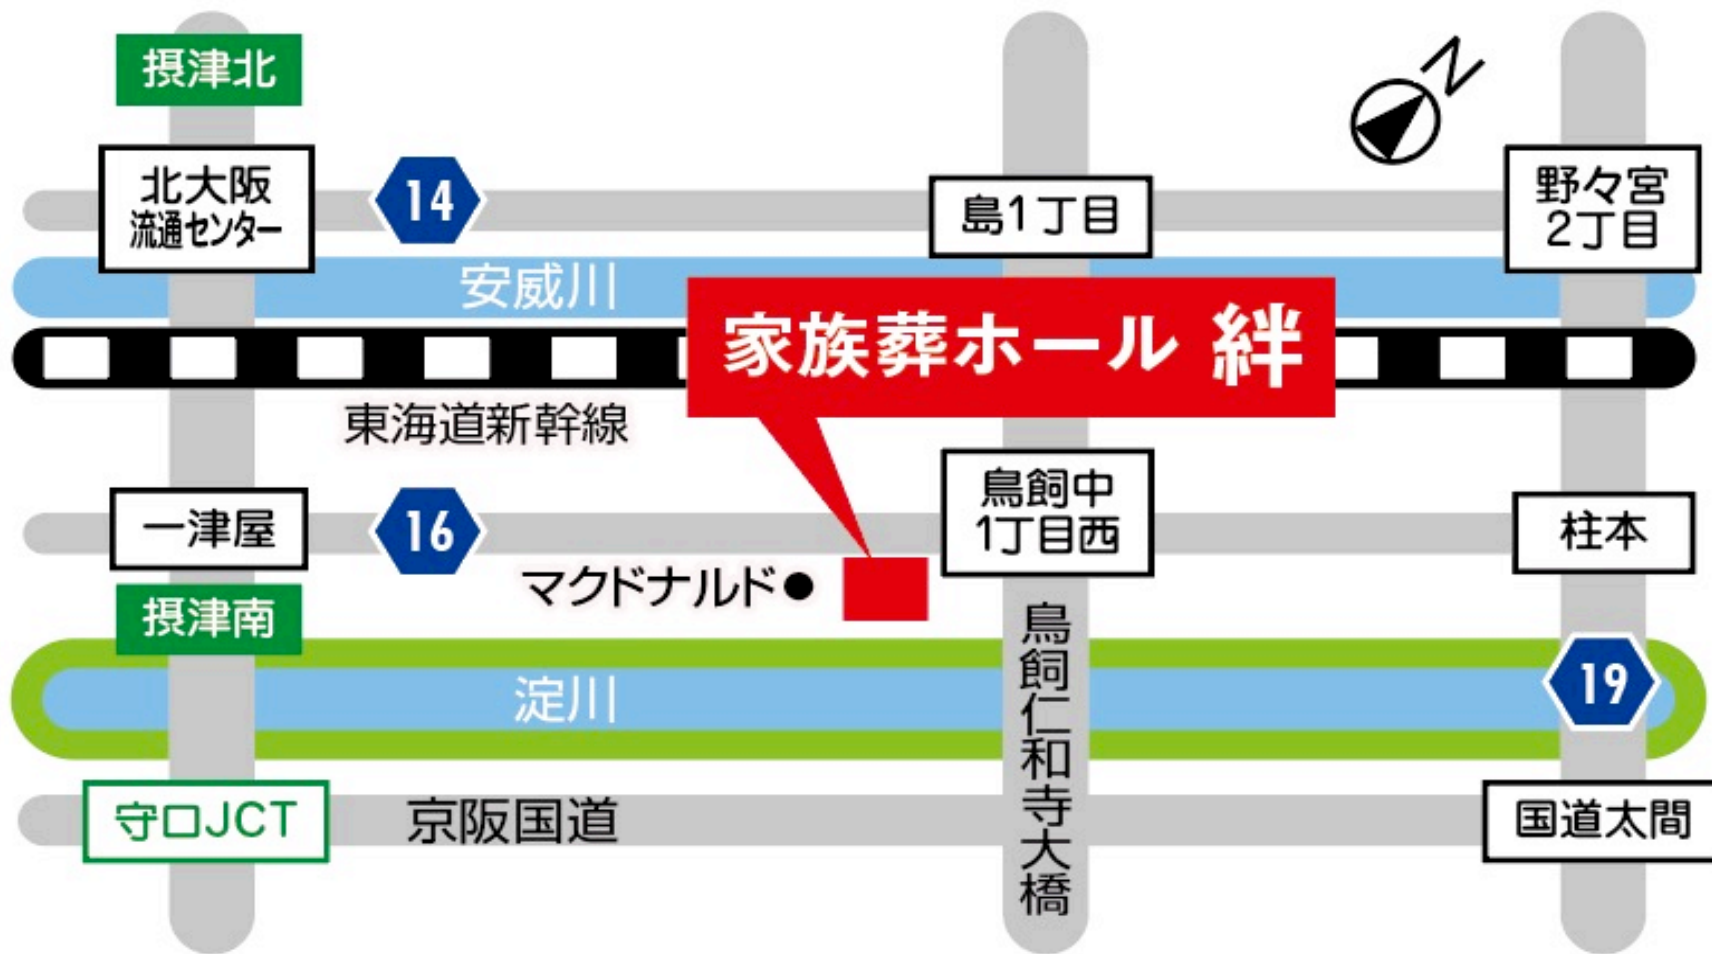 摂津北
N
北大阪
流通センター
14
島1丁目
野々宮
2丁目
安威川
家族葬ホール 絆
東海道新幹線
鳥飼中
1丁目西
一津屋
16
柱本
マクドナルド
摂津南
鳥飼仁和寺大橋
淀川
19
守口JCT
京阪国道
国道太間